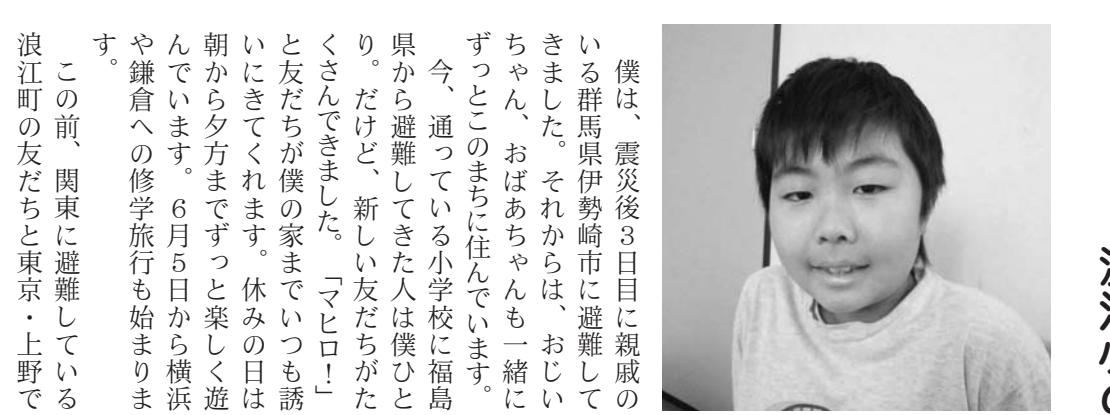 僕は、震災後３日目に親戚の
いる群馬県伊勢崎市に避難して
きました。それからは、おじい
ちゃん、おばあちゃんも一緒に
ずっとこのまちに住んでいます。
今、通っている小学校に福島
県から避難してきた人は僕ひと
り。だけど、新しい友だちがた
くさんできました。「マヒロ！」
と友だちが僕の家までいつも誘
いにきてくれます。休みの日は
朝から夕方までずっと楽しく遊
んでいます。６月５日から横浜
や鎌倉への修学旅行も始まりま
す。
この前、関東に避難している
浪江町の友だちと東京・上野で